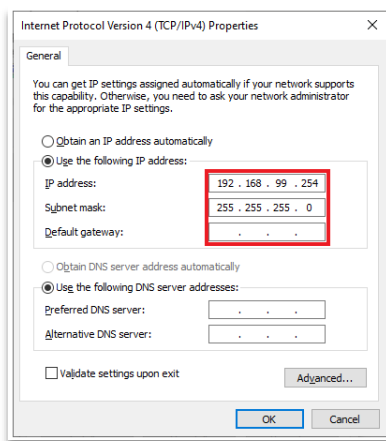 Internet Protocol Version 4 (TCP/IPv4) Properties
General
You can get IP settings assigned automatically if your network supports
this capability. Otherwise, you need to ask your network administrator
for the appropriate IP settings.
Obtain an IP address automatically
Use the following IP address:
IP address: 192 . 168 . 99 . 254
Subnet mask: 255 . 255 . 255 . 0
Default gateway: . . .
Obtain DNS server address automatically
Use the following DNS server addresses:
Preferred DNS server: . . .
Alternative DNS server: . . .
Validate settings upon exit
Advanced...
OK Cancel